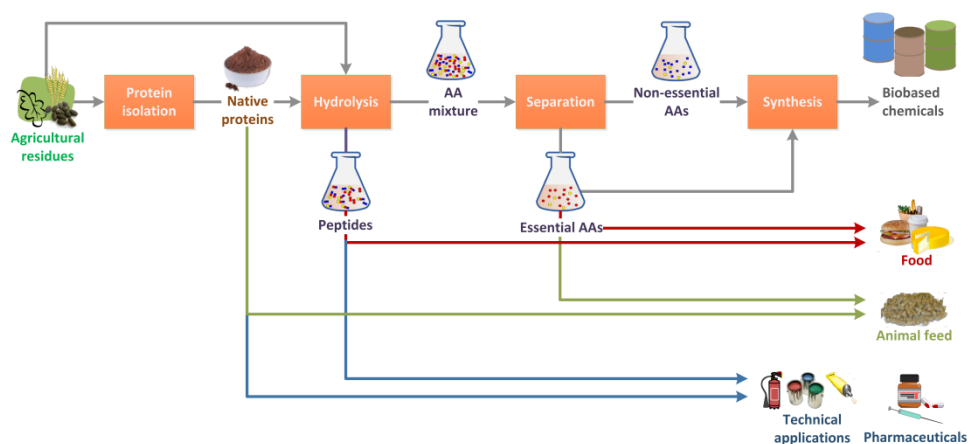 Agricultural
residues
Protein
isolation
Native
proteins
Hydrolysis
AA
mixture
Separation
Non-essential
AAs
Synthesis
Biobased
chemicals
Peptides
Essential AAs
Food
Animal feed
Technical
applications
Pharmaceuticals